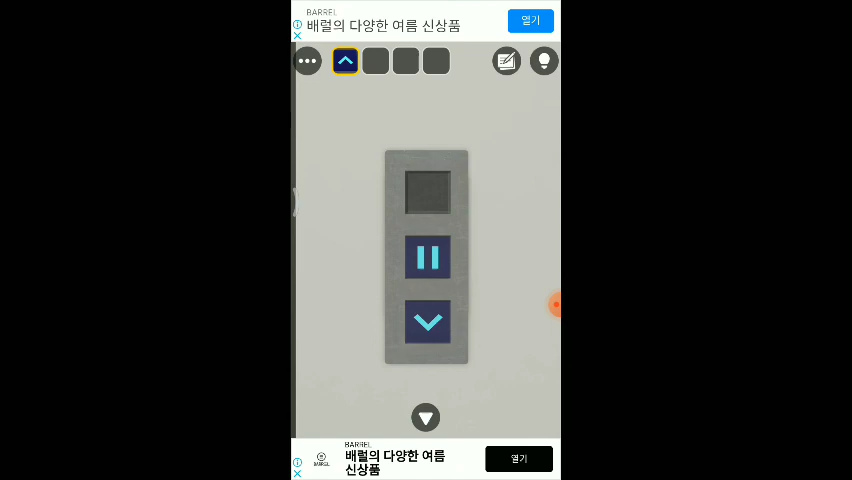 BARREL
배럴의 다양한 여름 신상품
열기
BARREL
배럴의 다양한 여름
신상품
BARREL
열기